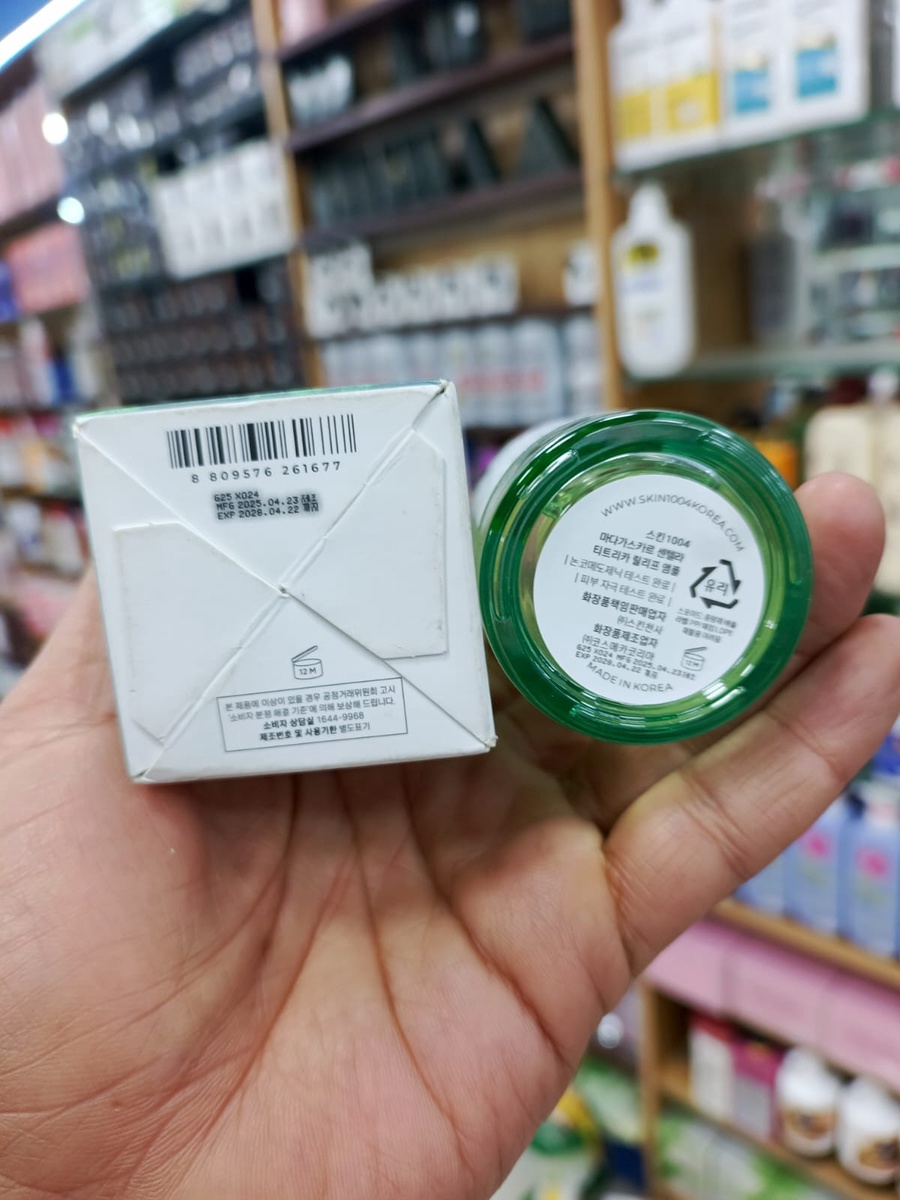 8 809576 261677
G25 X024
MFG 2025.04.23 제조
EXP 2028.04.22 까지
12 M
본 제품에 이상이 있을 경우 공정거래위원회 고시
'소비자 분쟁 해결 기준'에 의해 보상해 드립니다.
소비자 상담실 1644-9968
제조번호 및 사용기한 별도표기
WWW.SKIN1004KOREA.COM
스킨1004
마다가스카르 센텔라
티트리카 릴리프 앰플
| 논코메도제닉 테스트 완료 |
| 피부 자극 테스트 완료 |
화장품책임판매업자
㈜스킨천사
화장품제조업자
㈜코스메카코리아
G25 X024 MFG 2025.04.23 제조
EXP 2028.04.22 까지
MADE IN KOREA
유리